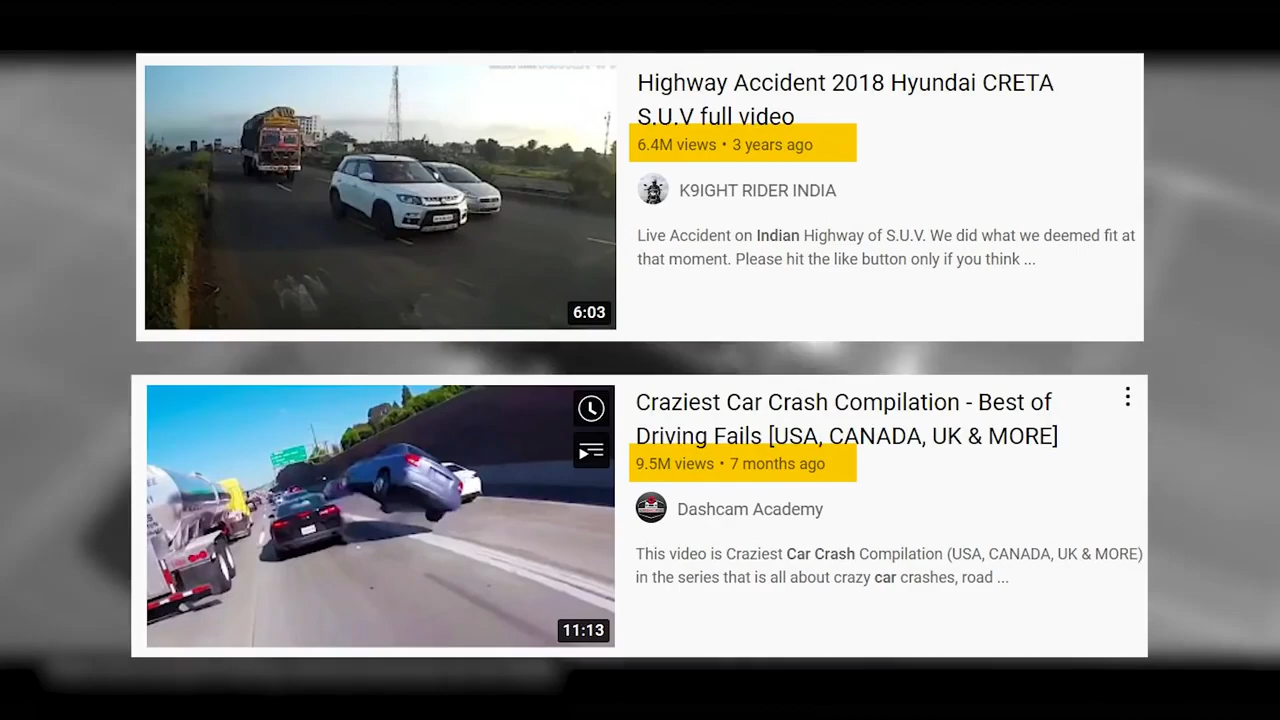 Highway Accident 2018 Hyundai CRETA
S.U.V full video
6.4M views • 3 years ago
K9IGHT RIDER INDIA
Live Accident on Indian Highway of S.U.V. We did what we deemed fit at
that moment. Please hit the like button only if you think ...
6:03
Craziest Car Crash Compilation - Best of
Driving Fails [USA, CANADA, UK & MORE]
9.5M views • 7 months ago
Dashcam Academy
This video is Craziest Car Crash Compilation (USA, CANADA, UK & MORE)
in the series that is all about crazy car crashes, road ...
11:13